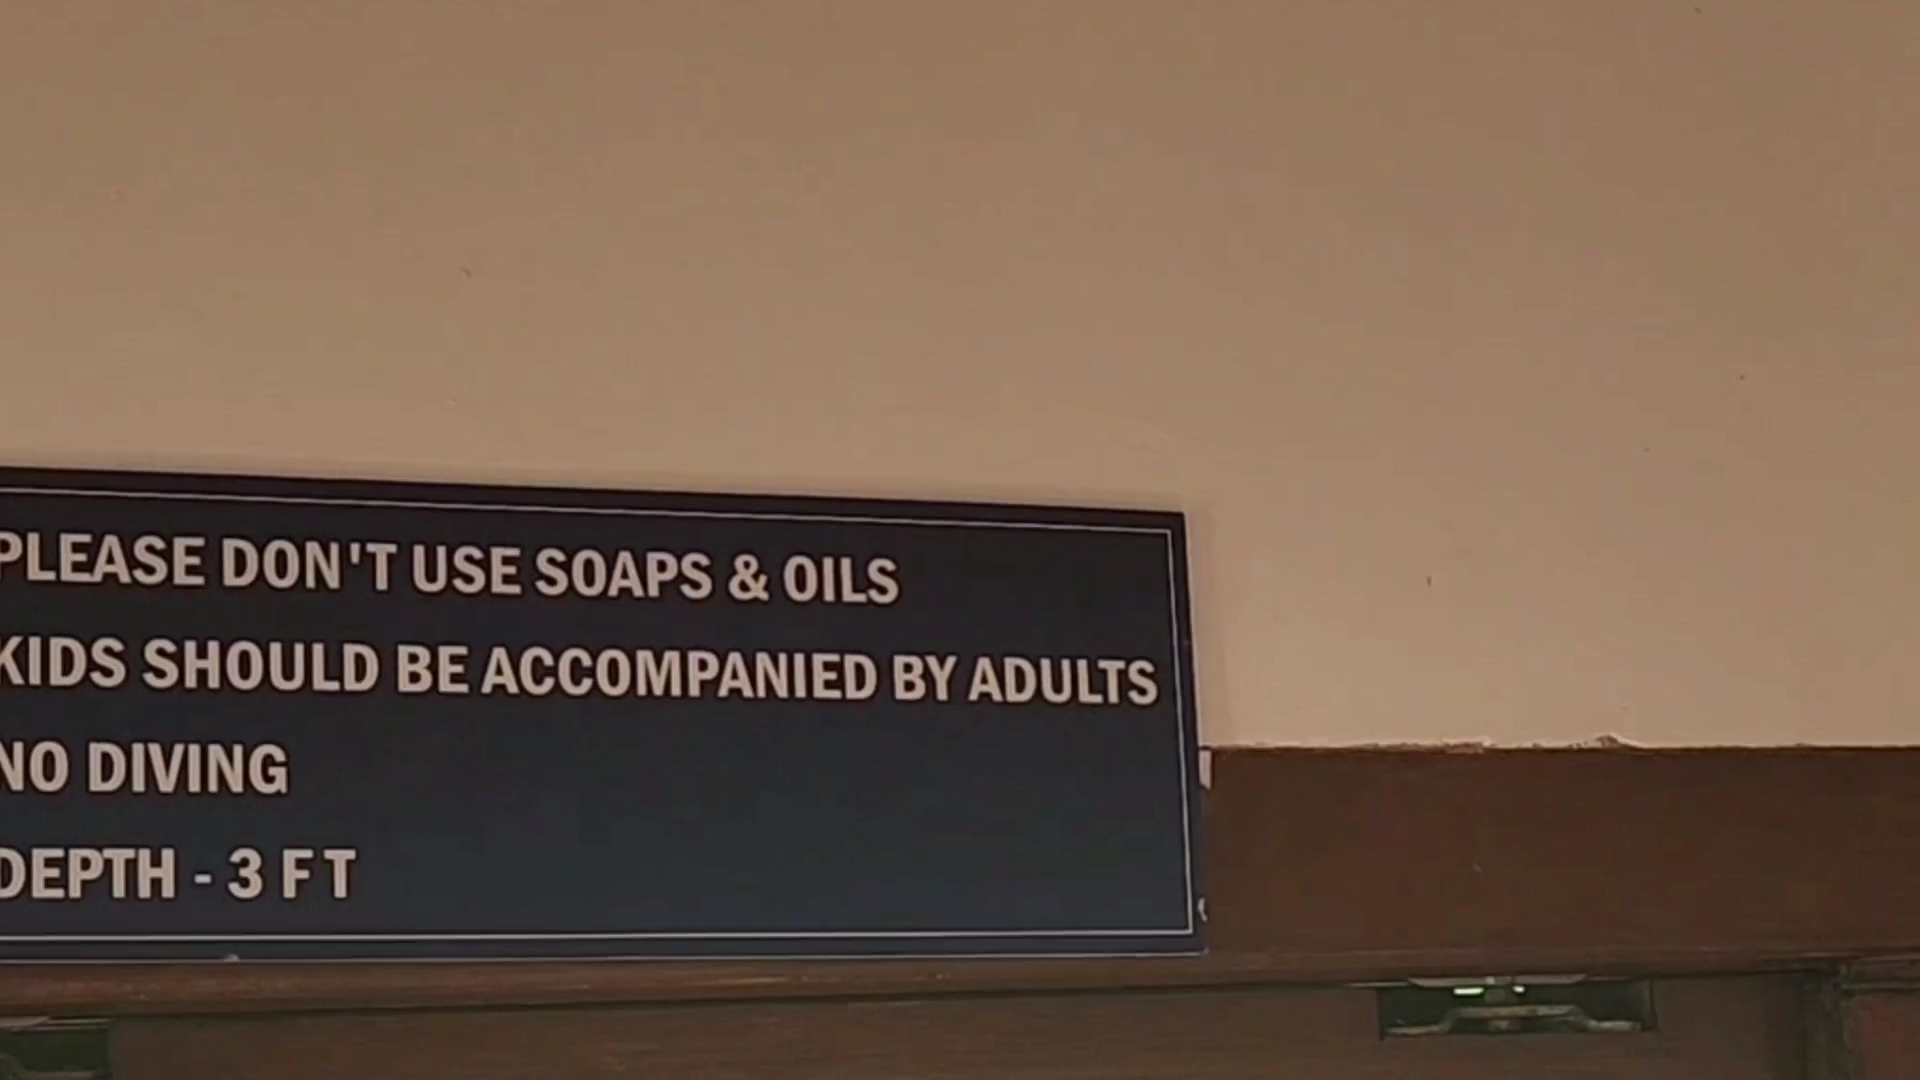 PLEASE DON'T USE SOAPS & OILS
KIDS SHOULD BE ACCOMPANIED BY ADULTS
NO DIVING
DEPTH - 3 FT